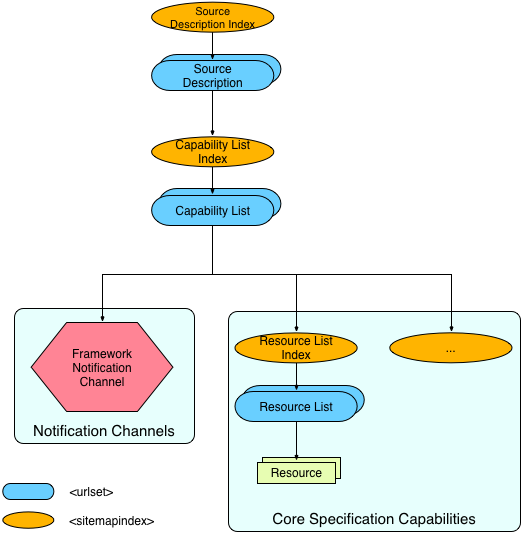 Source
Description Index
Source
Description
Capability List
Index
Capability List
Framework
Notification
Channel
Notification Channels
Resource List
Index
...
Resource List
Resource
Core Specification Capabilities
<urlset>
<sitemapindex>